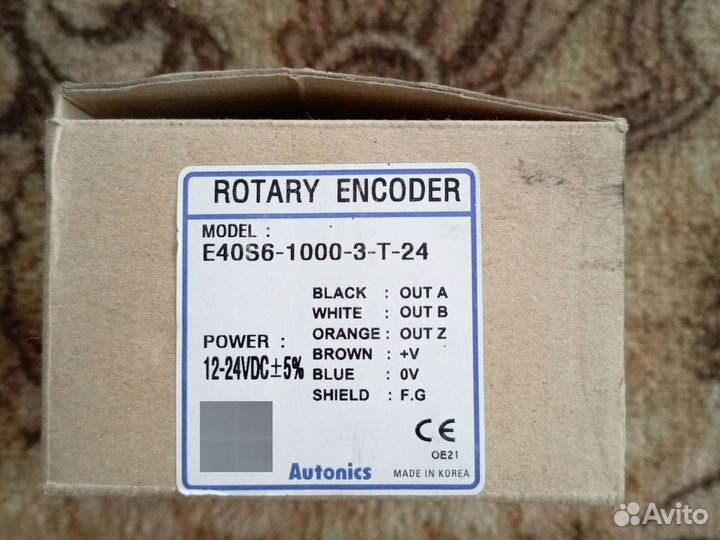 ROTARY ENCODER
MODEL :
E40S6-1000-3-T-24
BLACK : OUT A
WHITE : OUT B
ORANGE : OUT Z
BROWN : +V
BLUE : 0V
SHIELD : F.G
POWER :
12-24VDC±5%
CE
OE21
Autonics
MADE IN KOREA
Avito